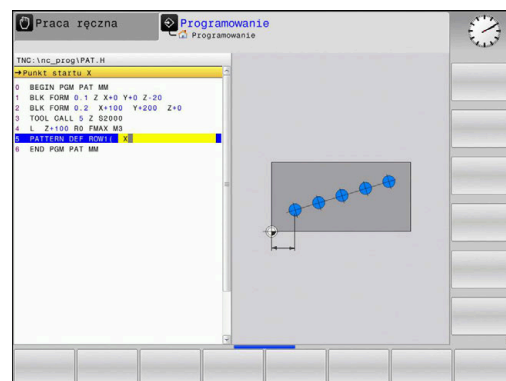 Praca ręczna
Programowanie
Programowanie
TNC:\nc_prog\PAT.H
→Punkt startu X
0 BEGIN PGM PAT MM
1 BLK FORM 0.1 Z X+0 Y+0 Z-20
2 BLK FORM 0.2 X+100 Y+200 Z+0
3 TOOL CALL 5 Z S2000
4 L Z+100 R0 FMAX M3
5 PATTERN DEF ROW1( X
6 END PGM PAT MM